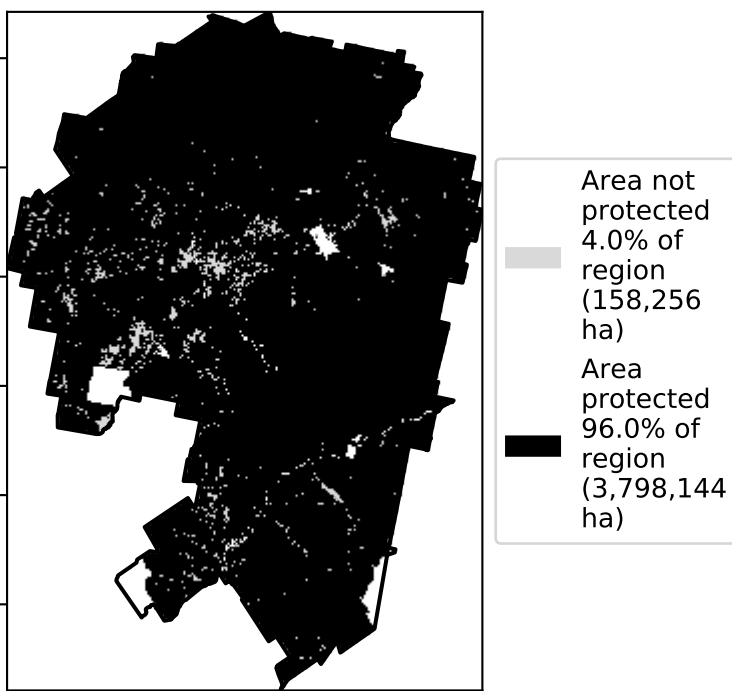 Area not
protected
4.0% of
region
(158,256
ha)
Area
protected
96.0% of
region
(3,798,144
ha)